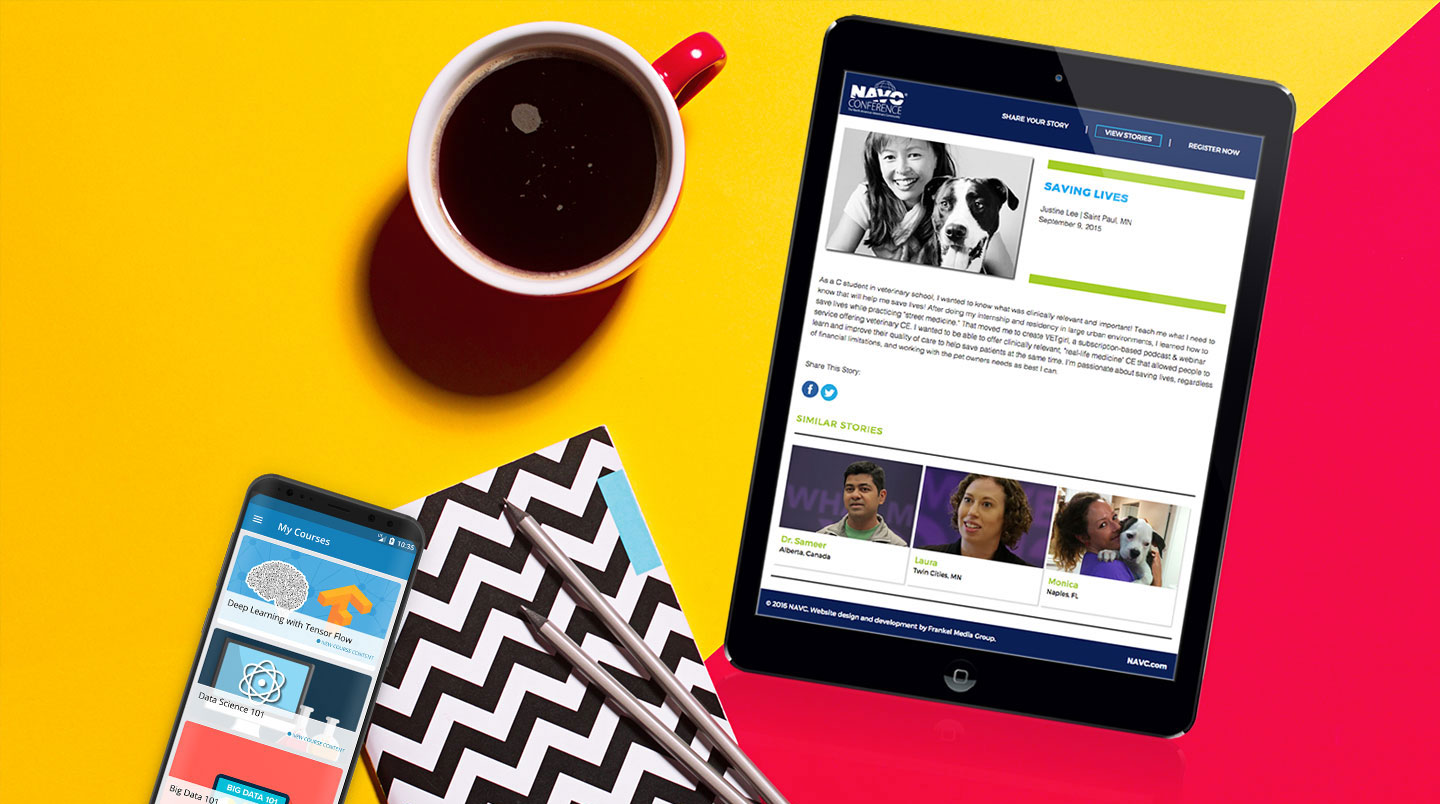 NAVC
CONFERENCE
The North American Veterinary Community
SHARE YOUR STORY | VIEW STORIES | REGISTER NOW
SAVING LIVES
Justine Lee | Saint Paul, MN
September 9, 2015
As a C student in veterinary school, I wanted to know what was clinically relevant and important! Teach me what I need to
know that will help me save lives! After doing my internship and residency in large urban environments, I learned how to
save lives while practicing "street medicine." That moved me to create VETgirl, a subscription-based podcast & webinar
service offering veterinary CE. I wanted to be able to offer clinically relevant, "real-life medicine" CE that allowed people to
learn and improve their quality of care to help save patients at the same time. I'm passionate about saving lives, regardless
of financial limitations, and working with the pet owners needs as best I can.
Share This Story:
SIMILAR STORIES
Dr. Sameer
Alberta, Canada
Laura
Twin Cities, MN
Monica
Naples, FL
© 2016 NAVC. Website design and development by Frankel Media Group.
NAVC.com
10:35
My Courses
Deep Learning with Tensor Flow
NEW COURSE CONTENT
Data Science 101
NEW COURSE CONTENT
BIG DATA 101
Big Data 101